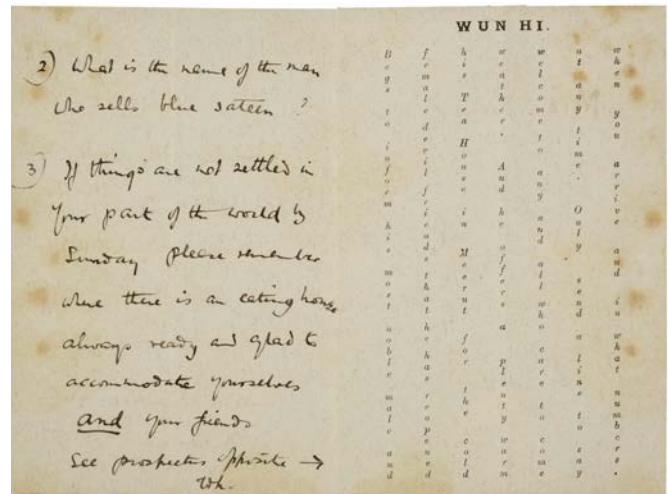 2) What is the name of the man
who sells blue sateen ?
3) If things are not settled in
your part of the world by
Sunday please remember
where there is an eating house
always ready and glad to
accommodate yourselves
and your friends
See prospectus opposite →
WUN HI.
Begs to inform his most noble male and
female devil friends that he has reopened
his Tea House in Meerut for the cold
weather. And he offers a plenty warm
welcome to any and all who care to come
at any time. Only send a line to say
when you arrive and in what numbers.